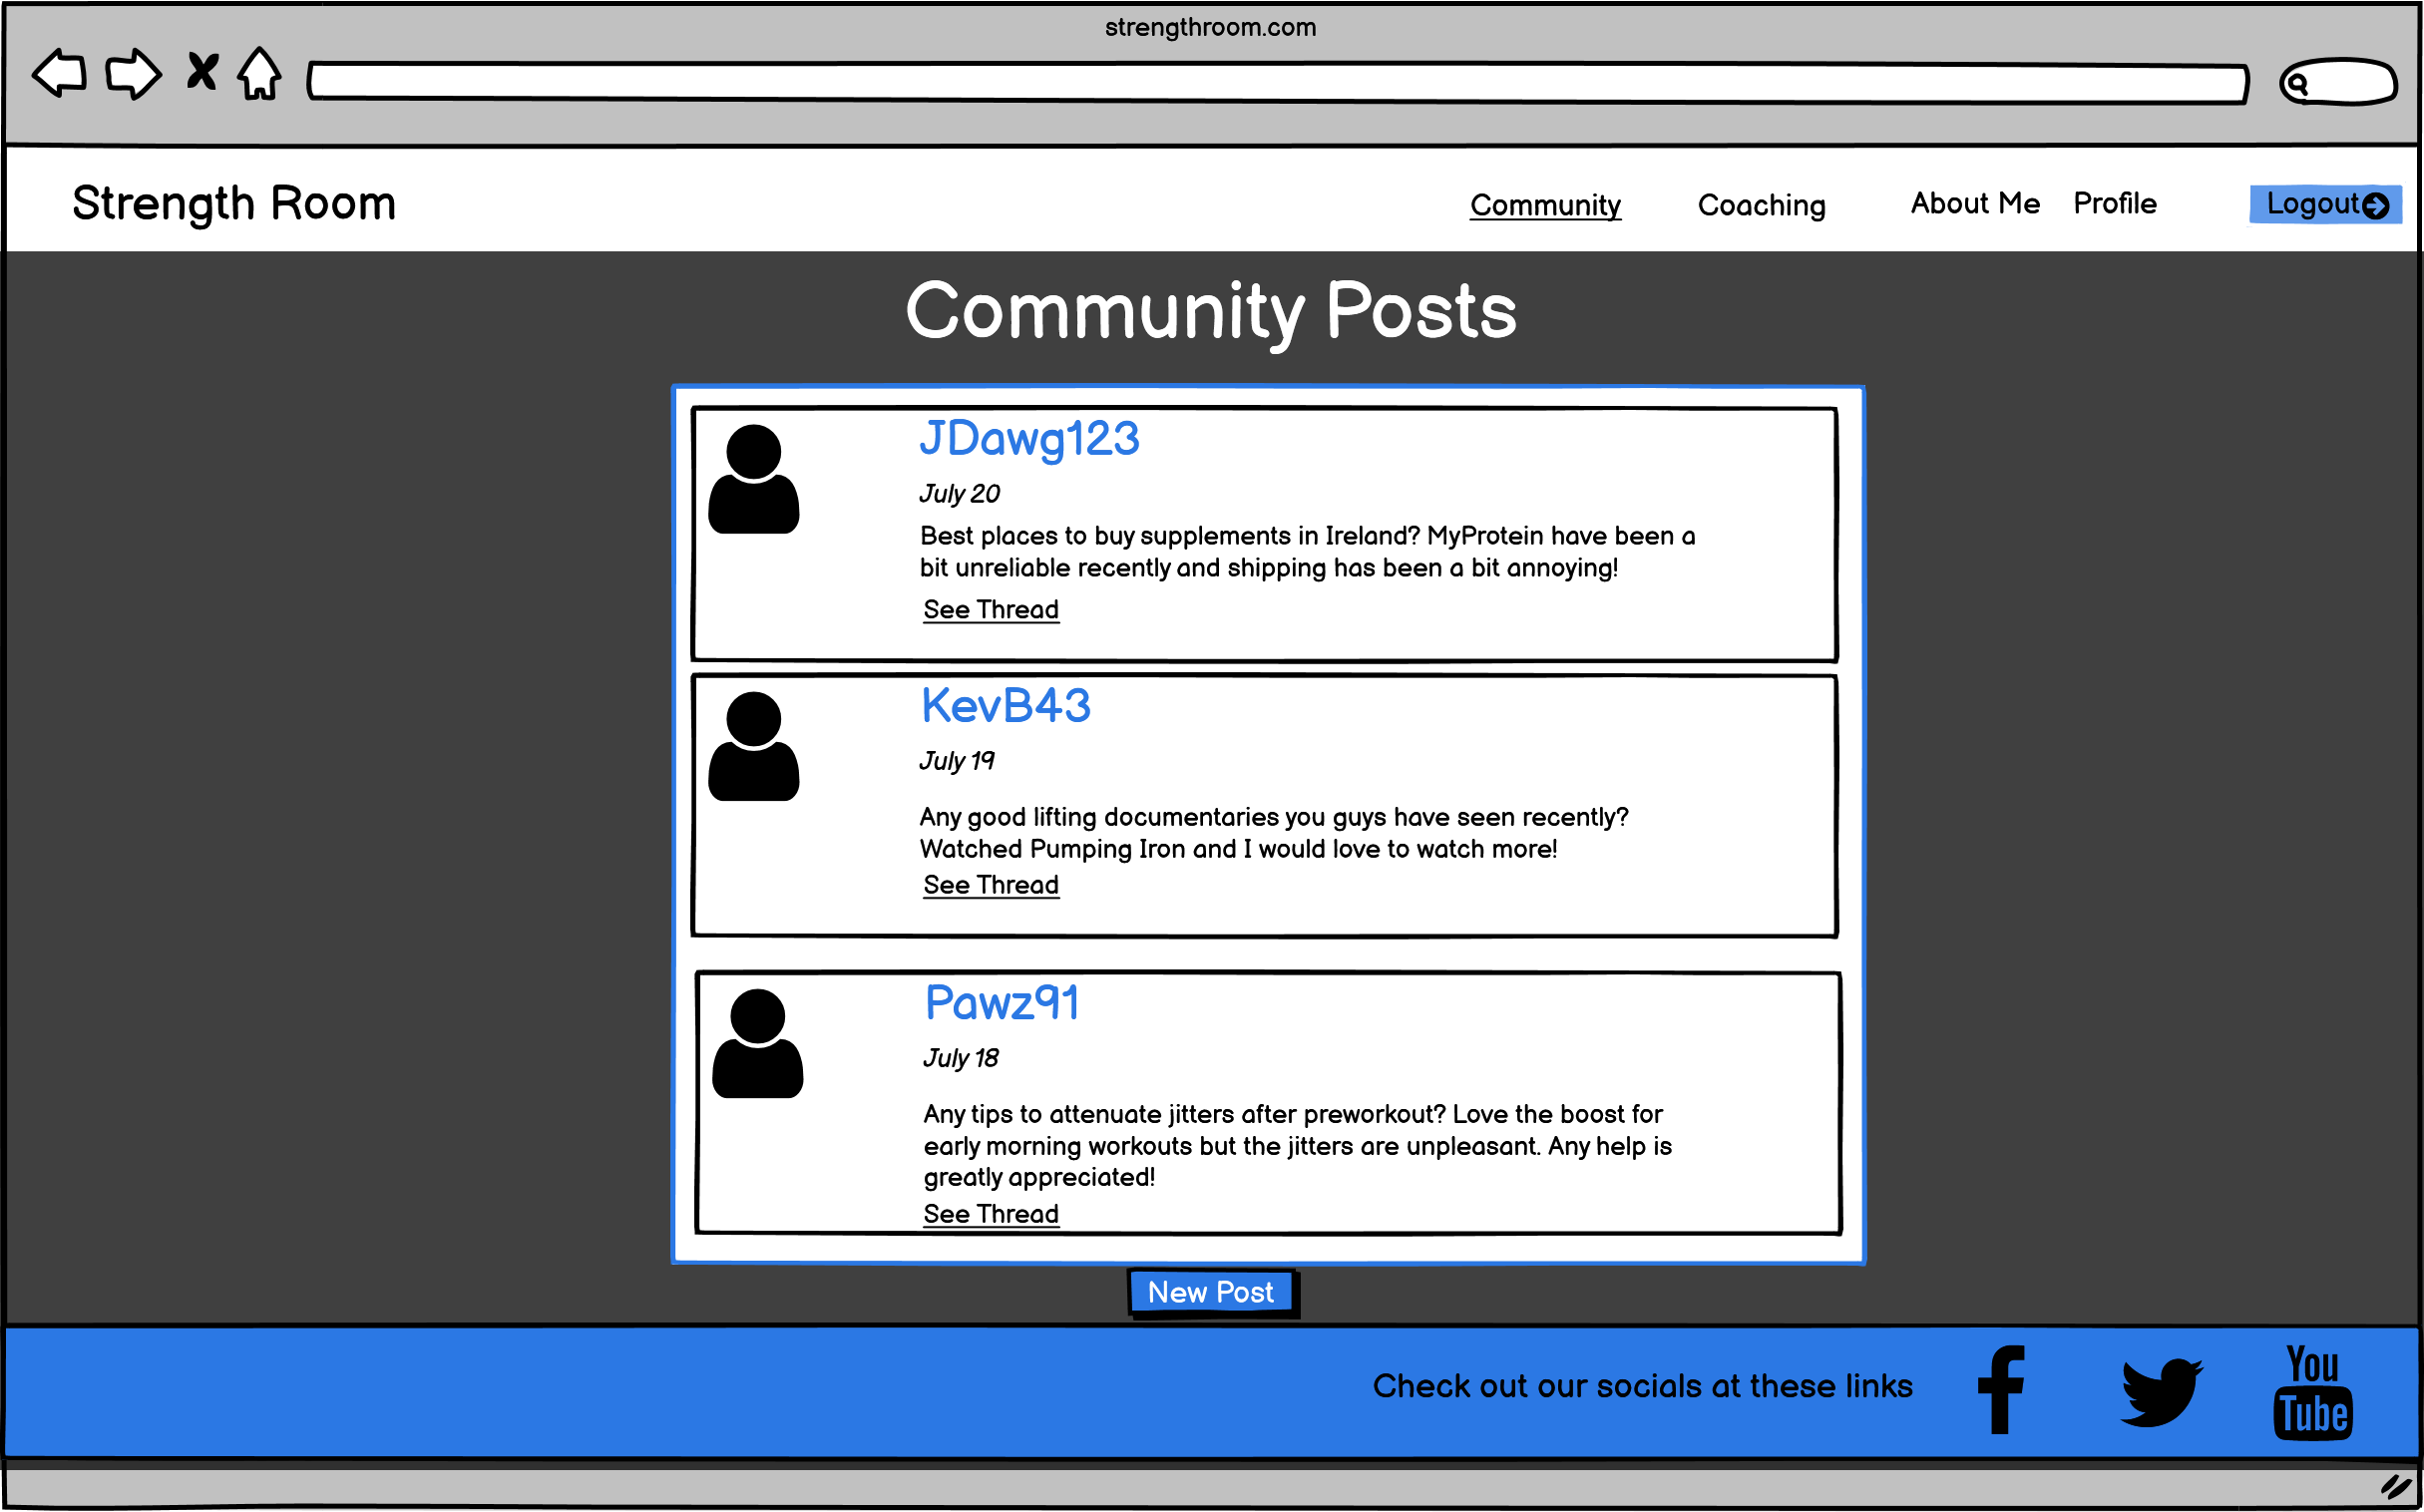 strengthroom.com
Strength Room
Community Coaching About Me Profile Logout
Community Posts
JDawg123
July 20
Best places to buy supplements in Ireland? MyProtein have been a
bit unreliable recently and shipping has been a bit annoying!
See Thread
KevB43
July 19
Any good lifting documentaries you guys have seen recently?
Watched Pumping Iron and I would love to watch more!
See Thread
Pawz91
July 18
Any tips to attenuate jitters after preworkout? Love the boost for
early morning workouts but the jitters are unpleasant. Any help is
greatly appreciated!
See Thread
New Post
Check out our socials at these links
You
Tube